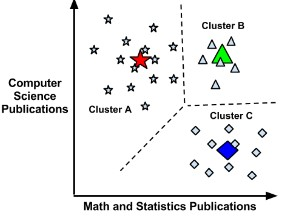 Cluster B
Computer
Science
Publications
Cluster A
Cluster C
Math and Statistics Publications